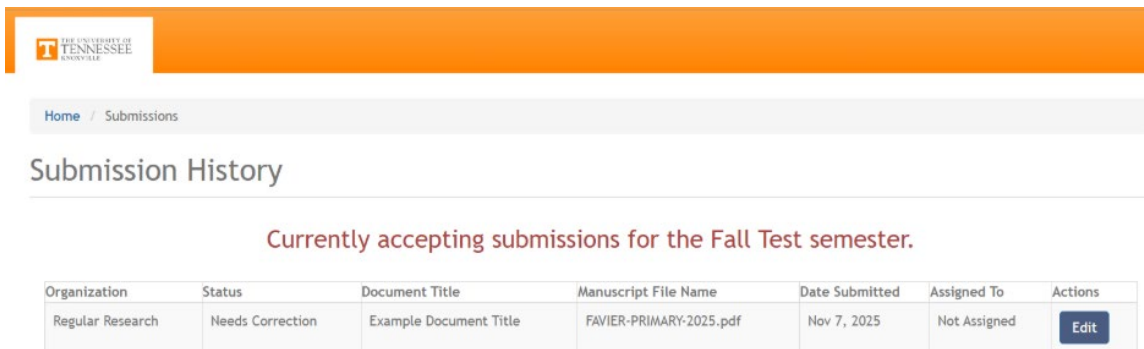 T THE UNIVERSITY OF
TENNESSEE
KNOXVILLE
Home / Submissions
Submission History
Currently accepting submissions for the Fall Test semester.
Organization Status Document Title Manuscript File Name Date Submitted Assigned To Actions
Regular Research Needs Correction Example Document Title FAVIER-PRIMARY-2025.pdf Nov 7, 2025 Not Assigned Edit